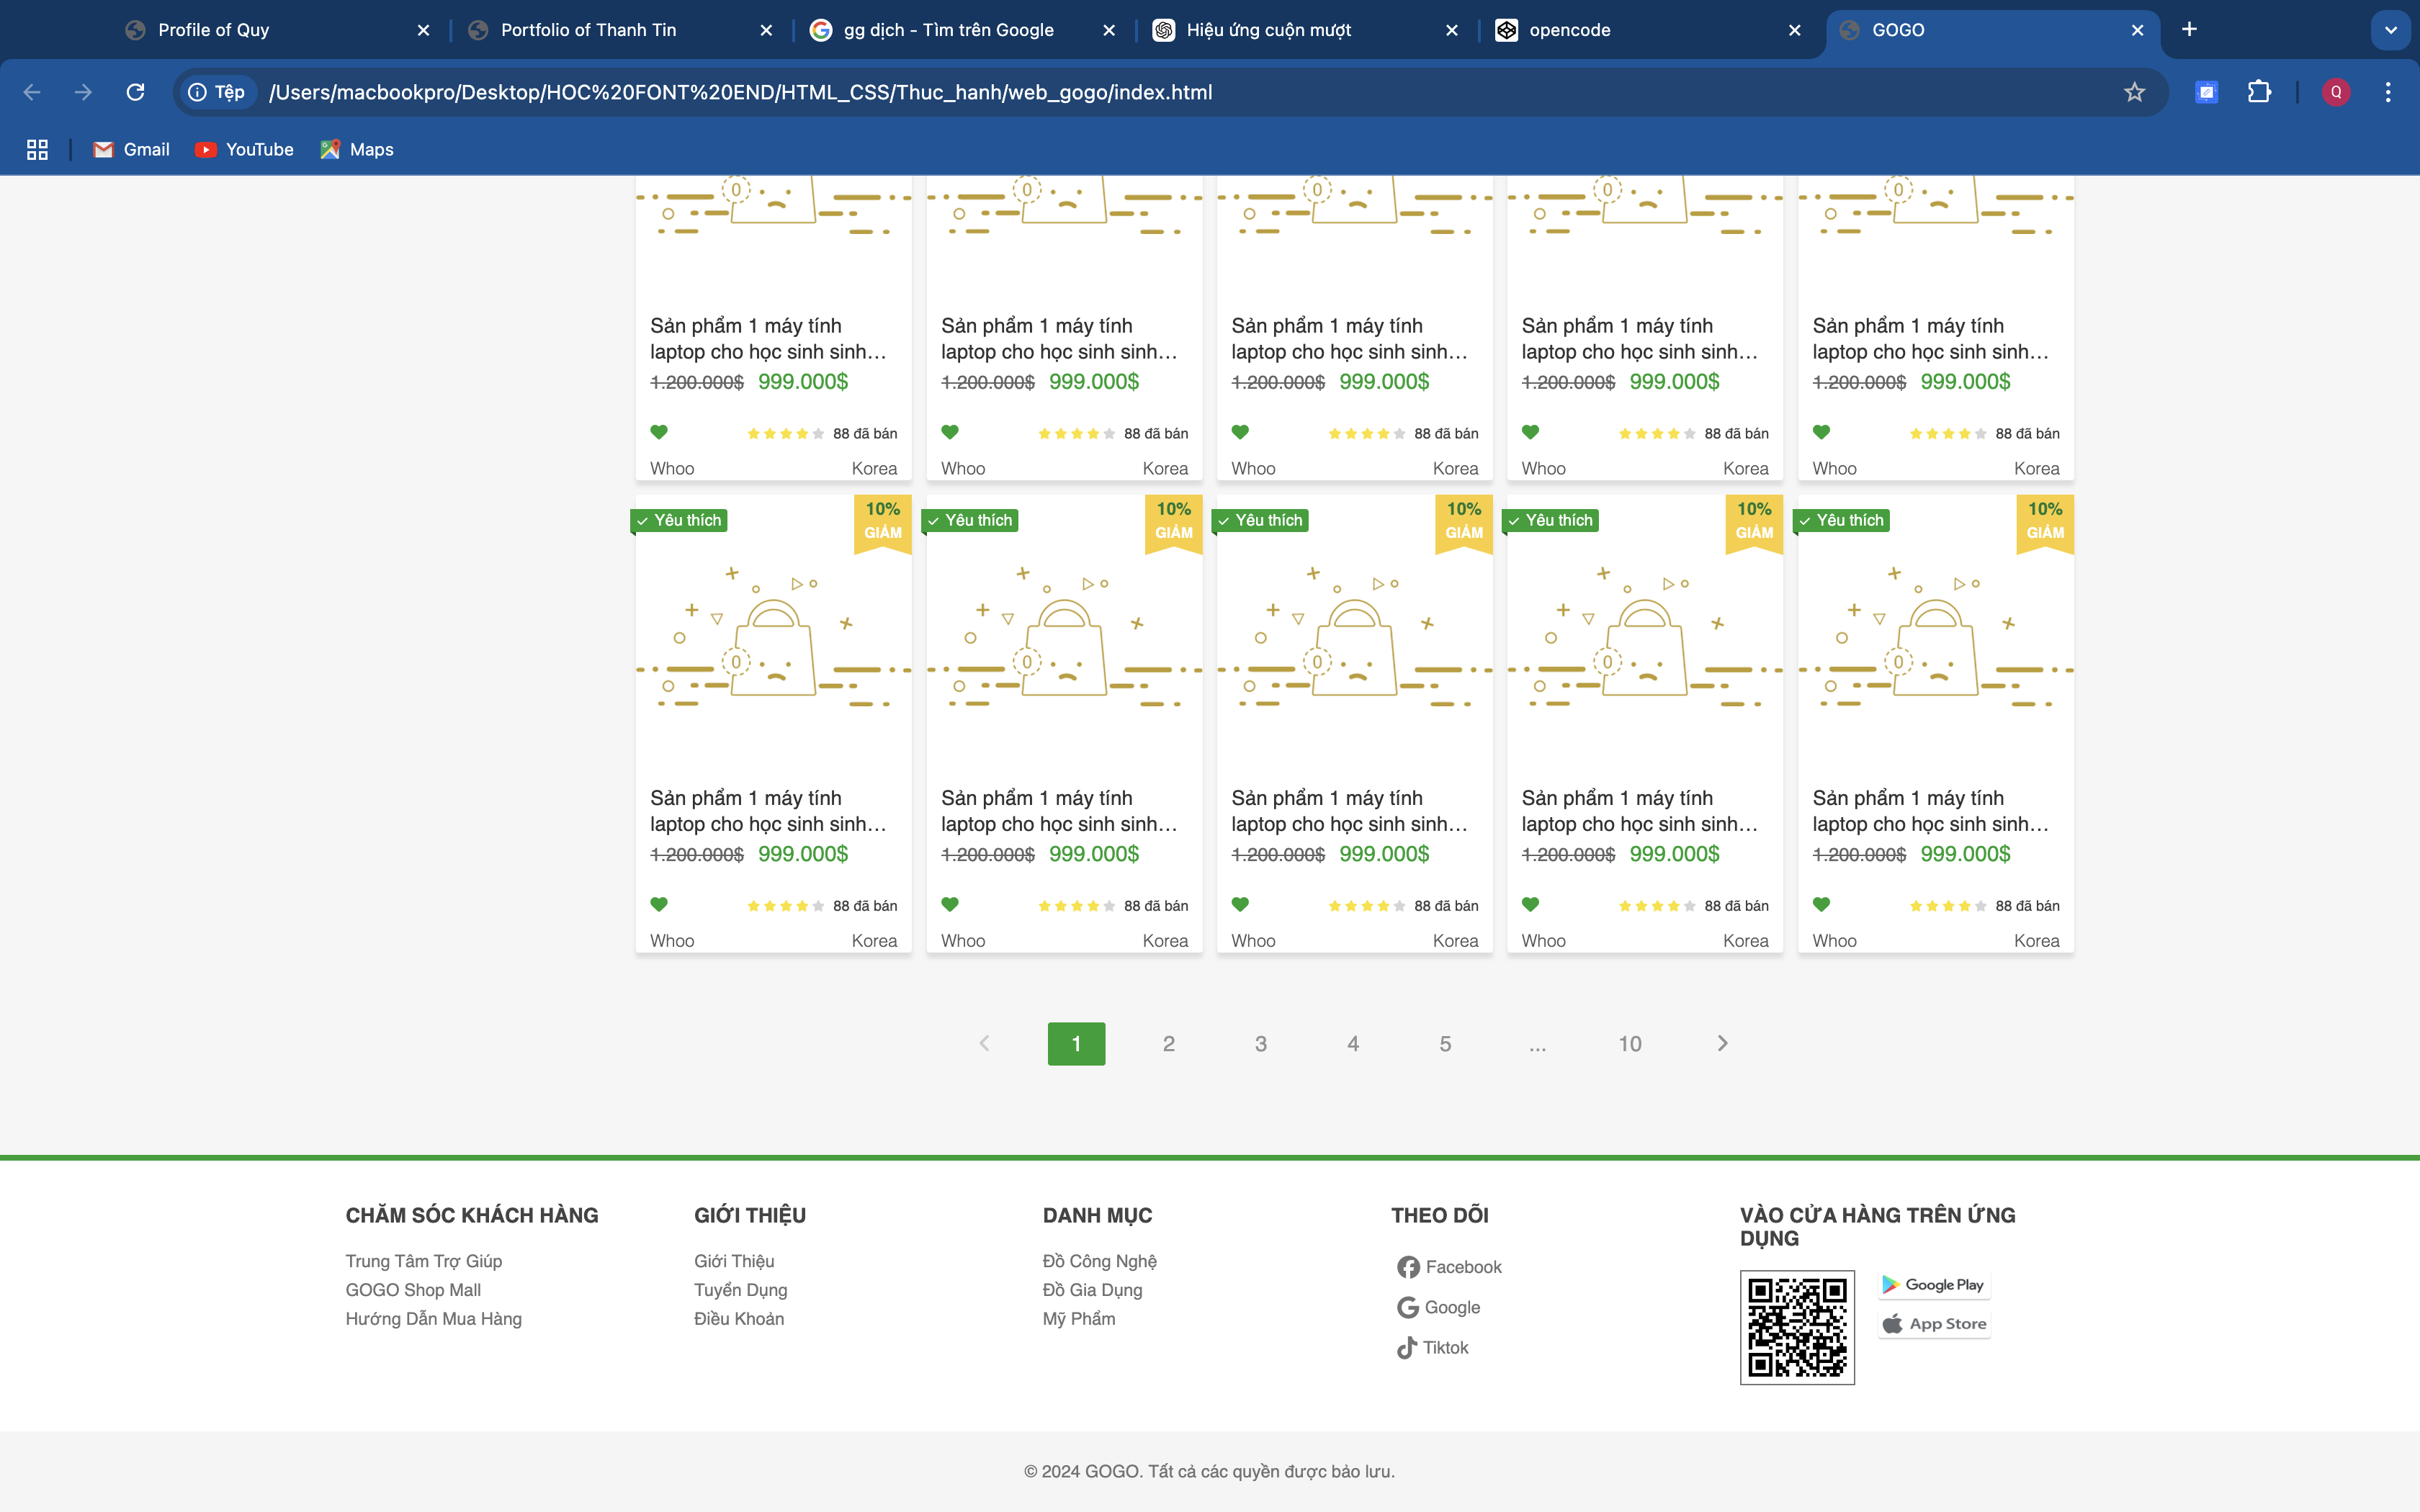 Profile of Quy
Portfolio of Thanh Tin
gg dịch - Tìm trên Google
Hiệu ứng cuộn mượt
opencode
GOGO
Tệp
/Users/macbookpro/Desktop/HOC%20FONT%20END/HTML_CSS/Thuc_hanh/web_gogo/index.html
Q
Gmail
YouTube
Maps
0 0 0 0 0
Sản phẩm 1 máy tính Sản phẩm 1 máy tính Sản phẩm 1 máy tính Sản phẩm 1 máy tính Sản phẩm 1 máy tính
laptop cho học sinh sinh... laptop cho học sinh sinh... laptop cho học sinh sinh... laptop cho học sinh sinh... laptop cho học sinh sinh...
1.200.000$ 999.000$ 1.200.000$ 999.000$ 1.200.000$ 999.000$ 1.200.000$ 999.000$ 1.200.000$ 999.000$
88 đã bán 88 đã bán 88 đã bán 88 đã bán 88 đã bán
Whoo Korea Whoo Korea Whoo Korea Whoo Korea Whoo Korea
10% 10% 10% 10% 10%
Yêu thích Yêu thích Yêu thích Yêu thích Yêu thích
GIẢM GIẢM GIẢM GIẢM GIẢM
0 0 0 0 0
Sản phẩm 1 máy tính Sản phẩm 1 máy tính Sản phẩm 1 máy tính Sản phẩm 1 máy tính Sản phẩm 1 máy tính
laptop cho học sinh sinh... laptop cho học sinh sinh... laptop cho học sinh sinh... laptop cho học sinh sinh... laptop cho học sinh sinh...
1.200.000$ 999.000$ 1.200.000$ 999.000$ 1.200.000$ 999.000$ 1.200.000$ 999.000$ 1.200.000$ 999.000$
88 đã bán 88 đã bán 88 đã bán 88 đã bán 88 đã bán
Whoo Korea Whoo Korea Whoo Korea Whoo Korea Whoo Korea
1 2 3 4 5 ... 10
CHĂM SÓC KHÁCH HÀNG
Trung Tâm Trợ Giúp
GOGO Shop Mall
Hướng Dẫn Mua Hàng
GIỚI THIỆU
Giới Thiệu
Tuyển Dụng
Điều Khoản
DANH MỤC
Đồ Công Nghệ
Đồ Gia Dụng
Mỹ Phẩm
THEO DÕI
Facebook
Google
Tiktok
VÀO CỬA HÀNG TRÊN ỨNG
DỤNG
Google Play
App Store
© 2024 GOGO. Tất cả các quyền được bảo lưu.